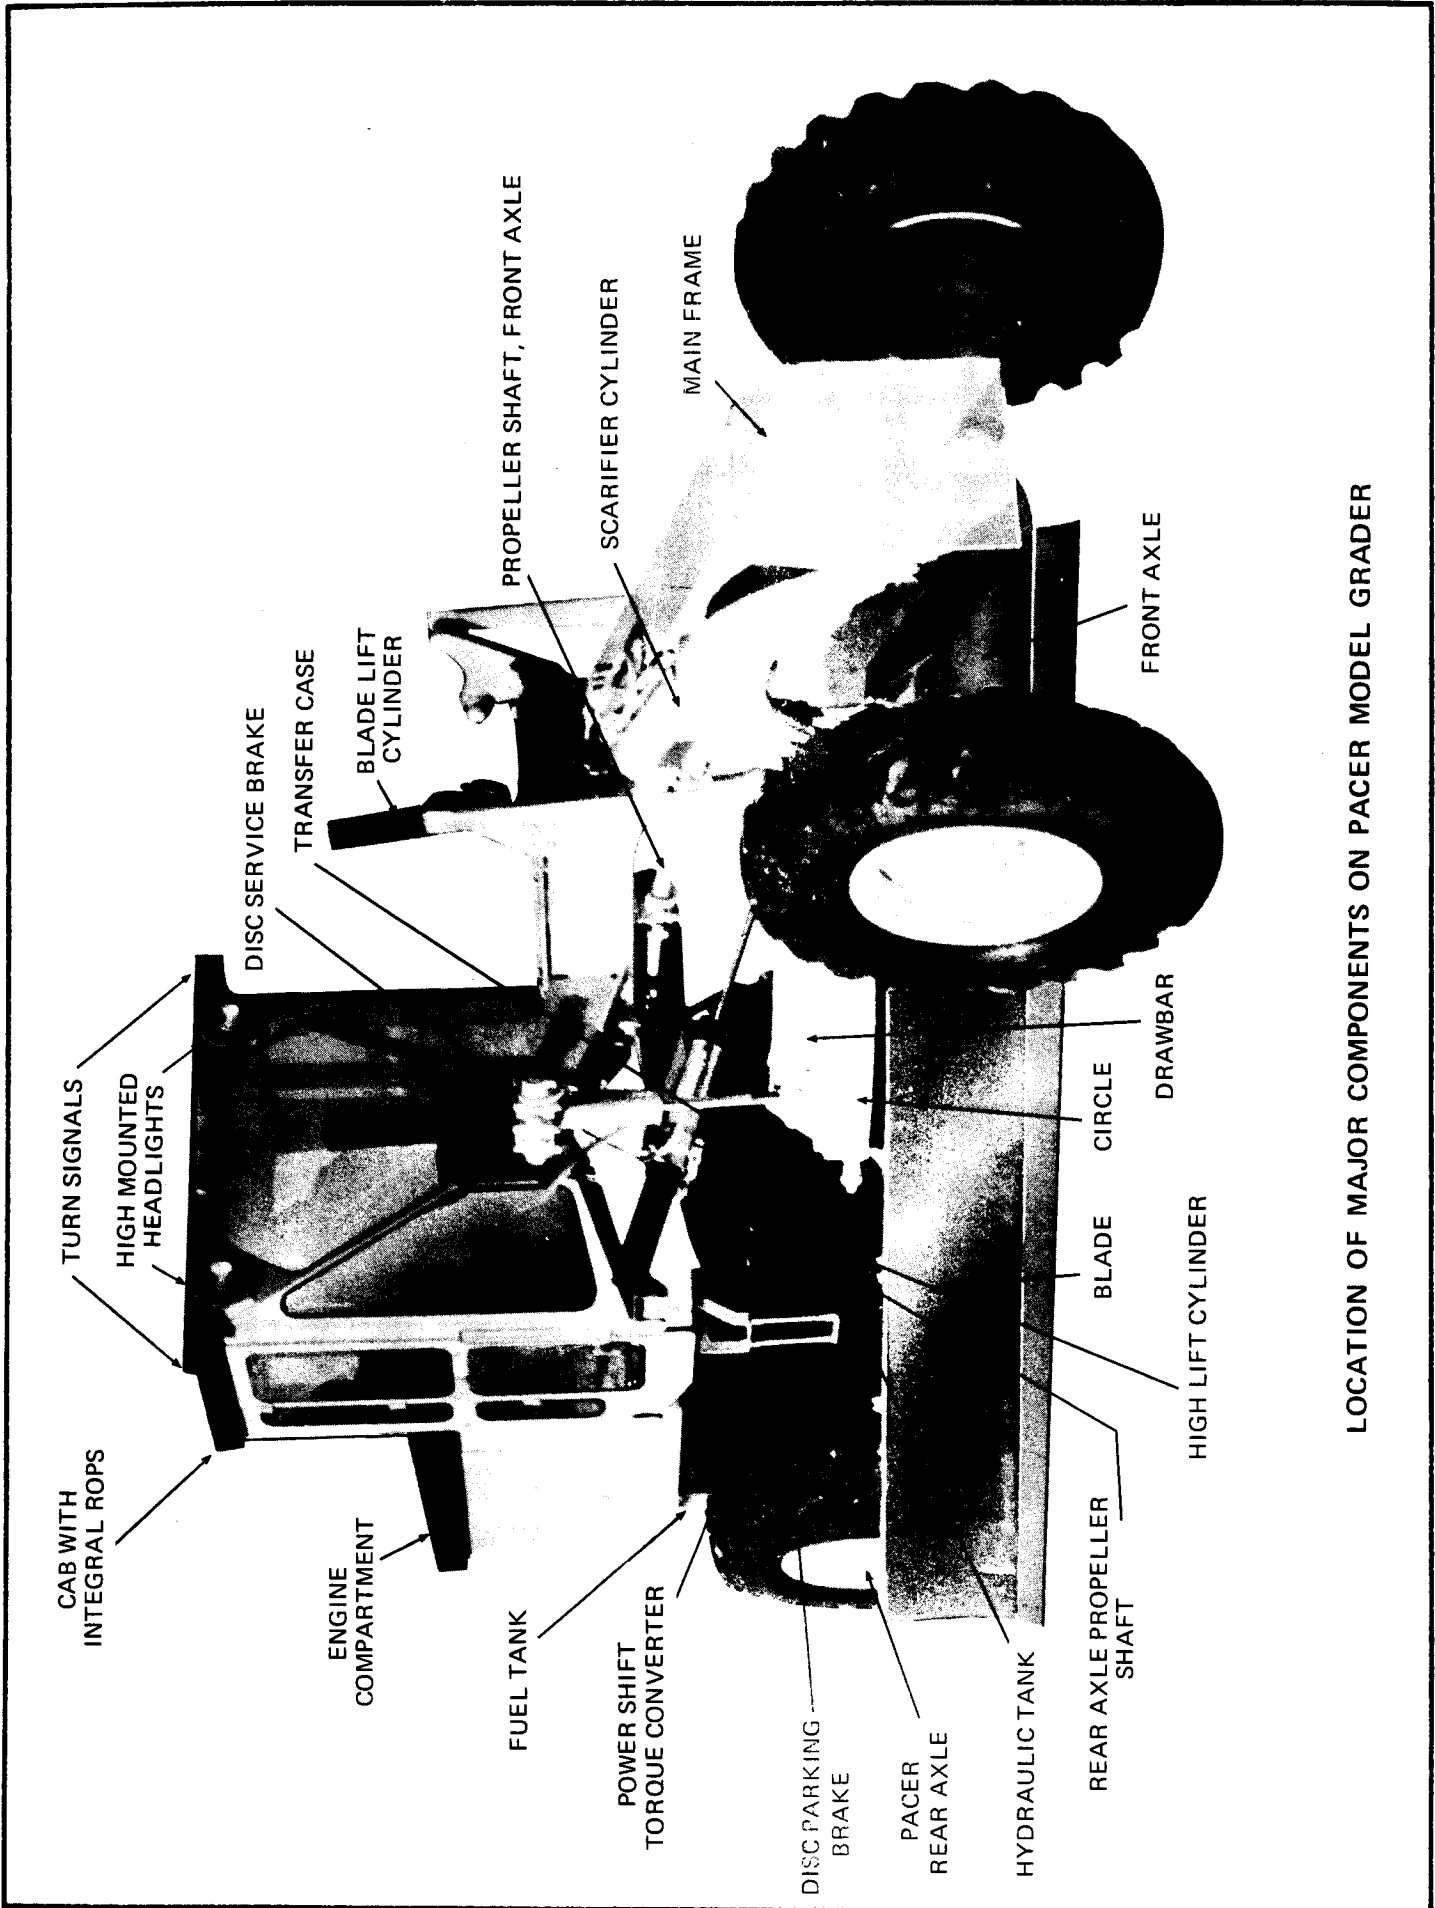 TURN SIGNALS
HIGH MOUNTED
HEADLIGHTS
CAB WITH
INTEGRAL ROPS
DISC SERVICE BRAKE
TRANSFER CASE
BLADE LIFT
CYLINDER
ENGINE
COMPARTMENT
PROPELLER SHAFT, FRONT AXLE
FUEL TANK
SCARIFIER CYLINDER
POWER SHIFT
TORQUE CONVERTER
MAIN FRAME
DISC PARKING
BRAKE
PACER
REAR AXLE
HYDRAULIC TANK
REAR AXLE PROPELLER
SHAFT
HIGH LIFT CYLINDER
BLADE
CIRCLE
DRAWBAR
FRONT AXLE
LOCATION OF MAJOR COMPONENTS ON PACER MODEL GRADER